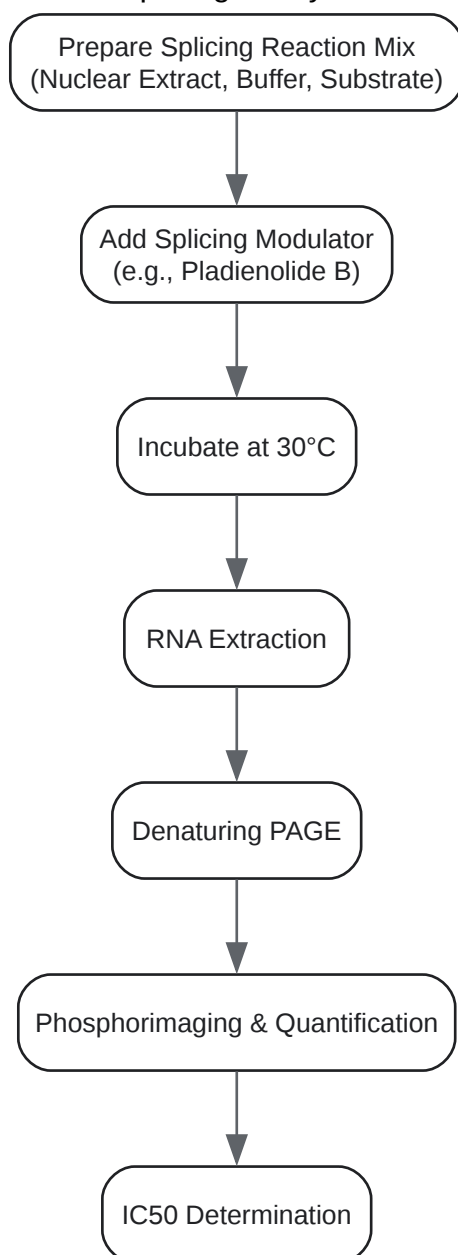 Prepare Splicing Reaction Mix
(Nuclear Extract, Buffer, Substrate)
Add Splicing Modulator
(e.g., Pladienolide B)
Incubate at 30°C
RNA Extraction
Denaturing PAGE
Phosphorimaging & Quantification
IC50 Determination